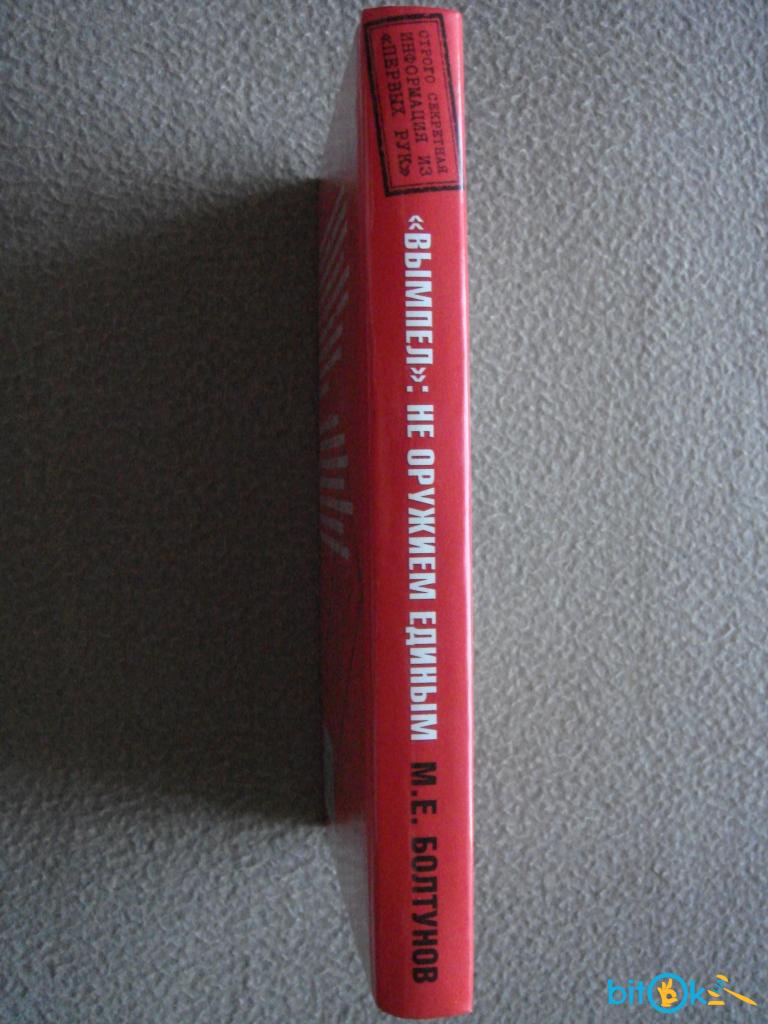 СТРОГО СЕКРЕТНАЯ
ИНФОРМАЦИЯ ИЗ
«ПЕРВЫХ РУК»
«ВЫМПЕЛ»: НЕ ОРУЖИЕМ ЕДИНЫМ М.Е. БОЛТУНОВ
bitOk